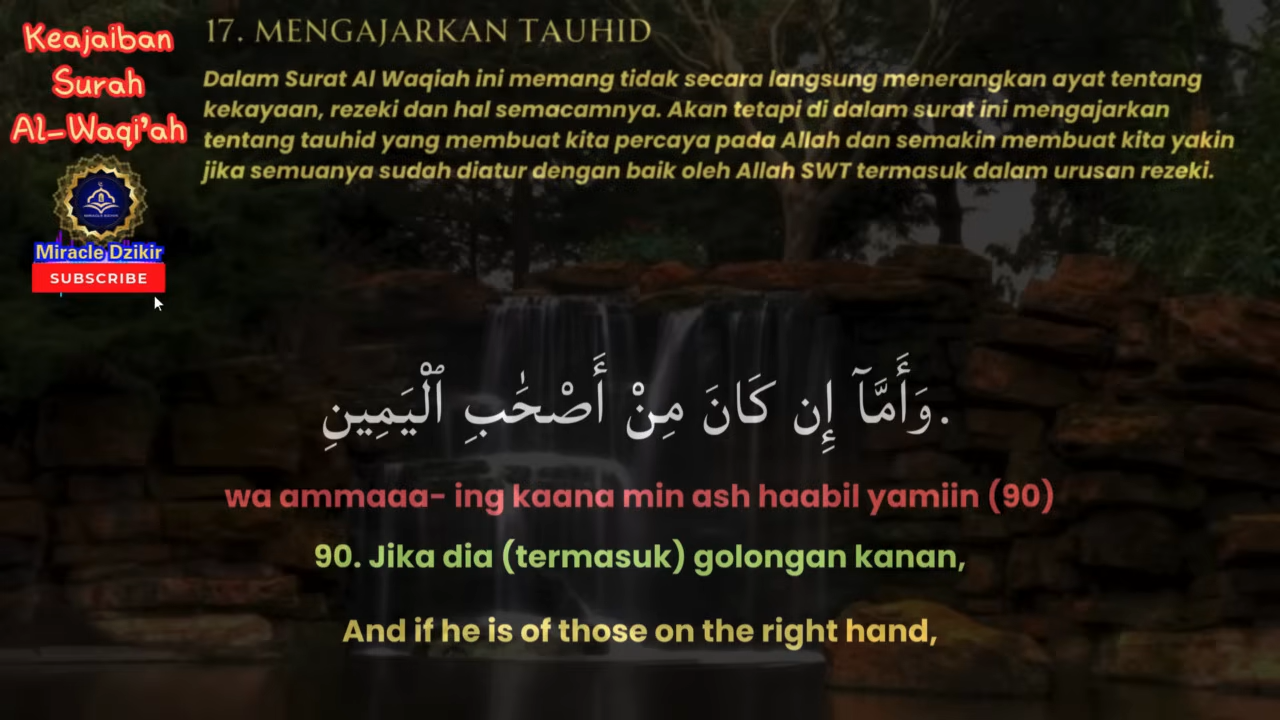 Keajaiban
Surah
Al-Waqi'ah
Miracle Dzikir
SUBSCRIBE
17. MENGAJARKAN TAUHID
Dalam Surat Al Waqiah ini memang tidak secara langsung menerangkan ayat tentang
kekayaan, rezeki dan hal semacamnya. Akan tetapi di dalam surat ini mengajarkan
tentang tauhid yang membuat kita percaya pada Allah dan semakin membuat kita yakin
jika semuanya sudah diatur dengan baik oleh Allah SWT termasuk dalam urusan rezeki.
وَأَمَّآ إِن كَانَ مِنْ أَصْحَٰبِ ٱلْيَمِينِ.
wa ammaaa- ing kaana min ash haabil yamiin (90)
90. Jika dia (termasuk) golongan kanan,
And if he is of those on the right hand,